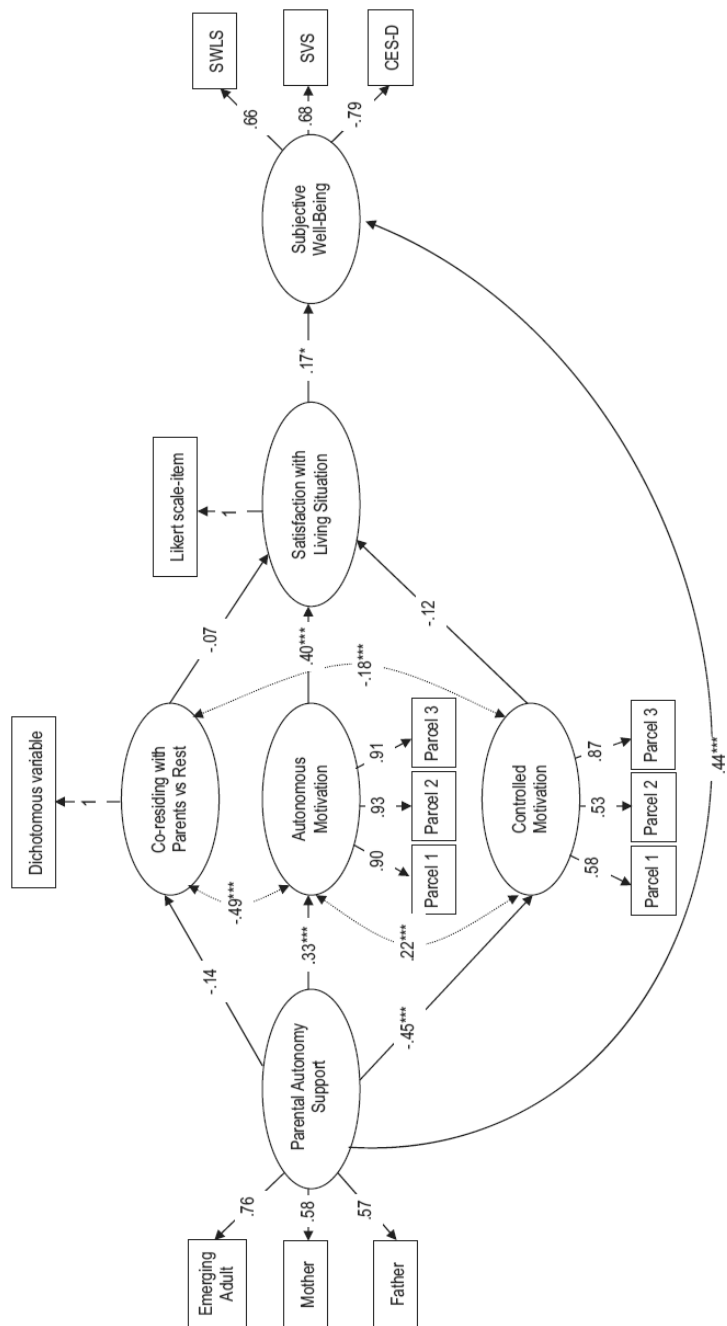 Dichotomous variable
1
Co-residing with
Parents vs Rest
Likert scale-item
1
-.14
-.07
-.49***
Emerging
Adult
Mother
Father
.76
.58
.57
Parental Autonomy
Support
.33***
Autonomous
Motivation
.90
.93
.91
Parcel 1
Parcel 2
Parcel 3
.40***
-.18***
Satisfaction with
Living Situation
.17*
Subjective
Well-Being
.66
.68
-.79
SWLS
SVS
CES-D
.22***
-.45***
-.12
Controlled
Motivation
.58
.53
.87
Parcel 1
Parcel 2
Parcel 3
.44***